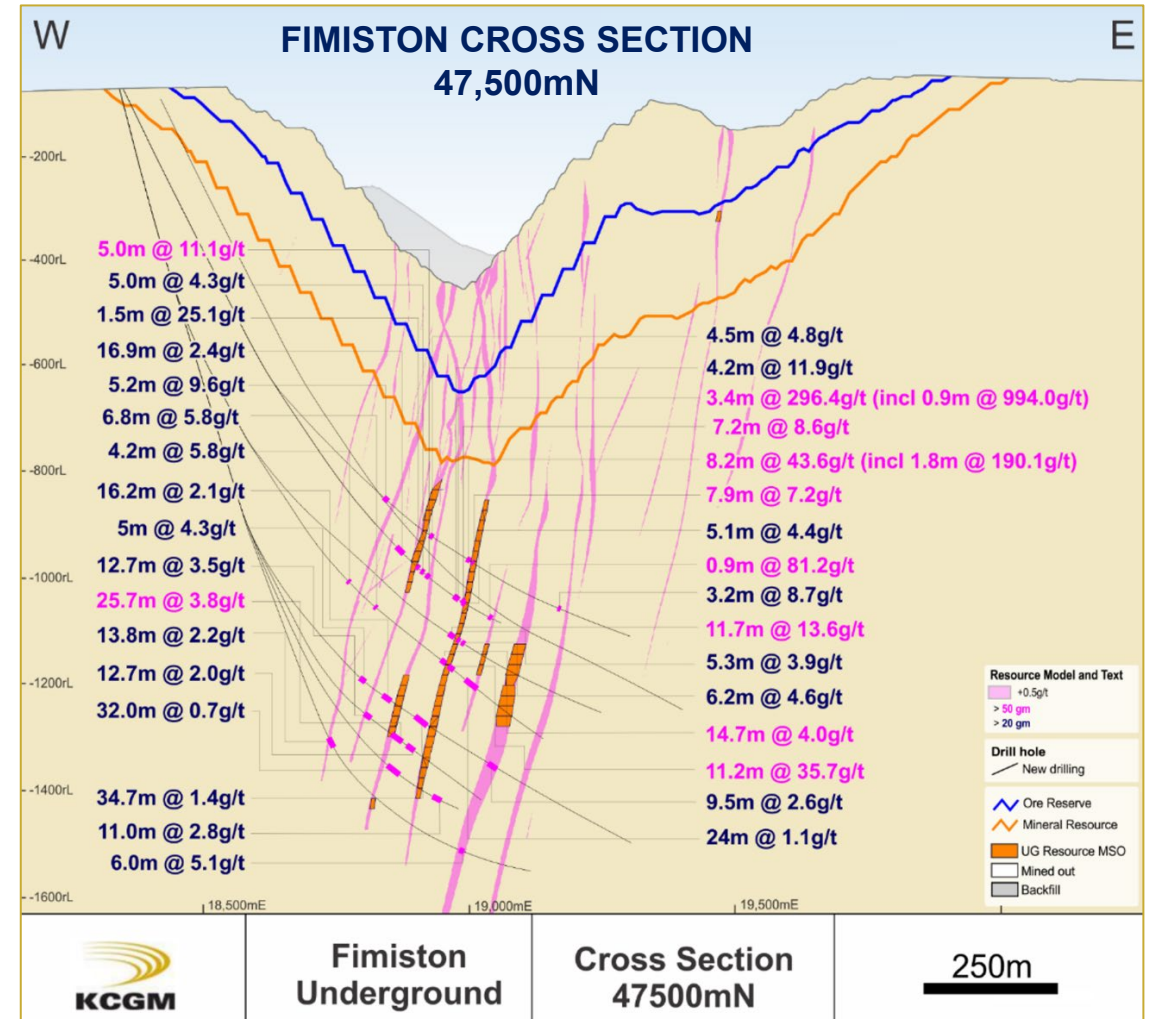 W
FIMISTON CROSS SECTION
47,500mN
E
-200rL
-400rL
-600rL
-800rL
-1000rL
-1200rL
-1400rL
-1600rL
5.0m @ 11.1g/t
5.0m @ 4.3g/t
1.5m @ 25.1g/t
16.9m @ 2.4g/t
5.2m @ 9.6g/t
6.8m @ 5.8g/t
4.2m @ 5.8g/t
16.2m @ 2.1g/t
5m @ 4.3g/t
12.7m @ 3.5g/t
25.7m @ 3.8g/t
13.8m @ 2.2g/t
12.7m @ 2.0g/t
32.0m @ 0.7g/t
34.7m @ 1.4g/t
11.0m @ 2.8g/t
6.0m @ 5.1g/t
4.5m @ 4.8g/t
4.2m @ 11.9g/t
3.4m @ 296.4g/t (incl 0.9m @ 994.0g/t)
7.2m @ 8.6g/t
8.2m @ 43.6g/t (incl 1.8m @ 190.1g/t)
7.9m @ 7.2g/t
5.1m @ 4.4g/t
0.9m @ 81.2g/t
3.2m @ 8.7g/t
11.7m @ 13.6g/t
5.3m @ 3.9g/t
6.2m @ 4.6g/t
14.7m @ 4.0g/t
11.2m @ 35.7g/t
9.5m @ 2.6g/t
24m @ 1.1g/t
Resource Model and Text
+0.5g/t
> 50 gm
> 20 gm
Drill hole
New drilling
Ore Reserve
Mineral Resource
UG Resource MSO
Mined out
Backfill
18,500mE
19,000mE
19,500mE
KCGM
Fimiston
Underground
Cross Section
47500mN
250m